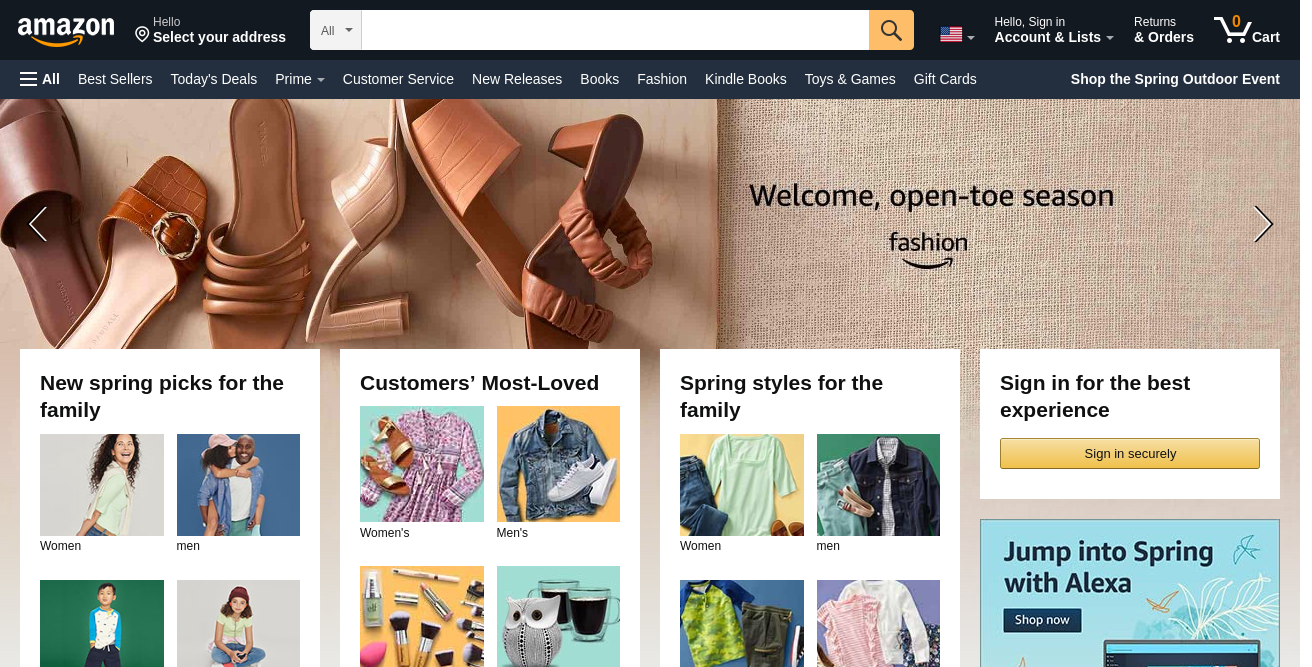 amazon
Hello
Select your address
All
Hello, Sign in
Account & Lists
Returns
& Orders
0
Cart
All
Best Sellers
Today's Deals
Prime
Customer Service
New Releases
Books
Fashion
Kindle Books
Toys & Games
Gift Cards
Shop the Spring Outdoor Event
Welcome, open-toe season
fashion
New spring picks for the
family
Women
men
Customers’ Most-Loved
Women's
Men's
Spring styles for the
family
Women
men
Sign in for the best
experience
Sign in securely
Jump into Spring
with Alexa
Shop now